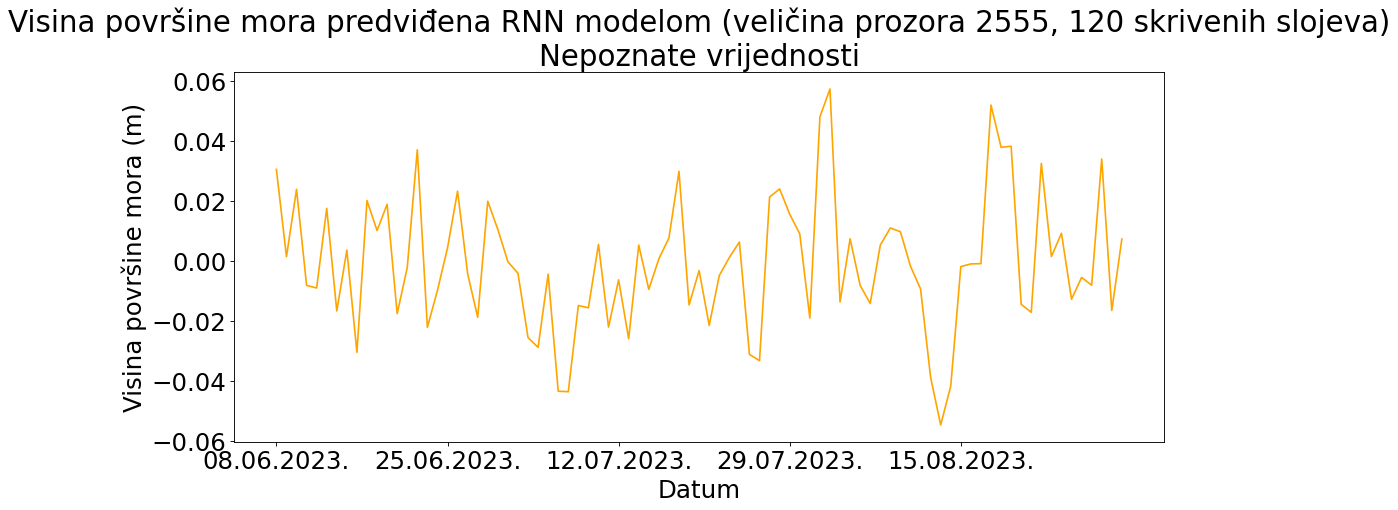 Visina površine mora predviđena RNN modelom (veličina prozora 2555, 120 skrivenih slojeva)
Nepoznate vrijednosti
Visina površine mora (m)
0.06
0.04
0.02
0.00
−0.02
−0.04
−0.06
08.06.2023. 25.06.2023. 12.07.2023. 29.07.2023. 15.08.2023.
Datum